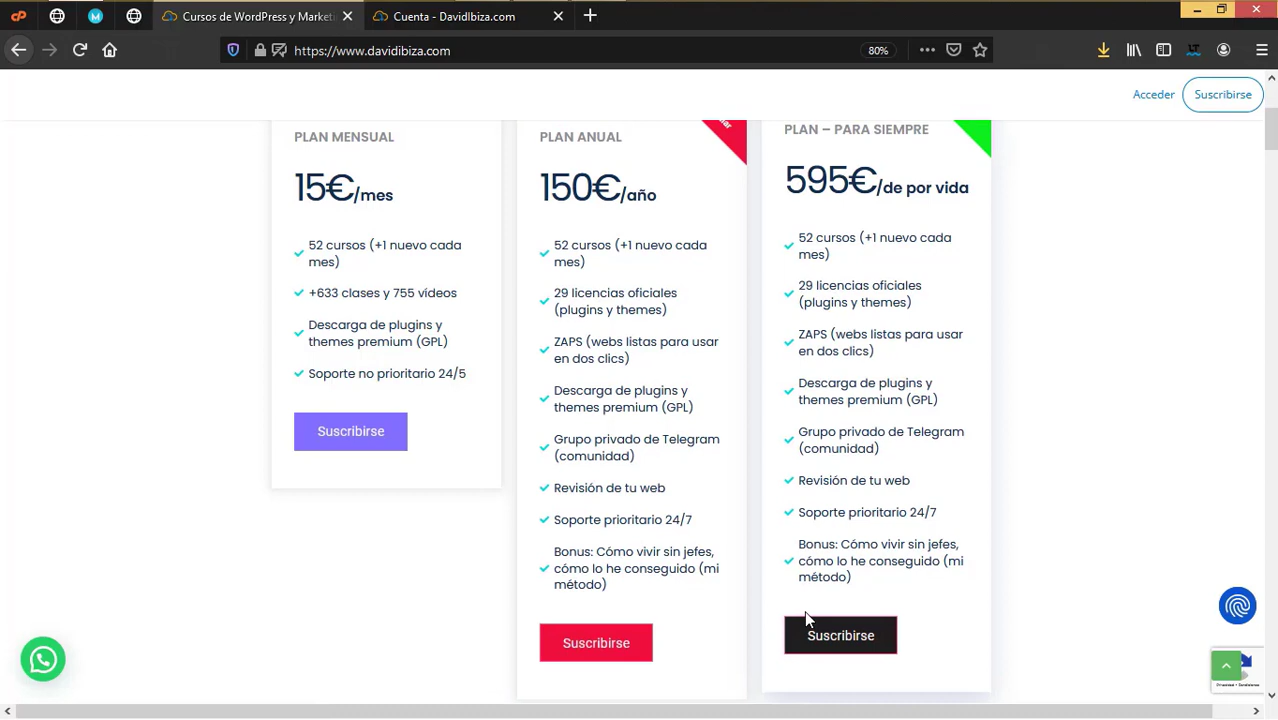 Cursos de WordPress y Marketi
Cuenta - DavidIbiza.com
https://www.davidibiza.com
80%
Acceder
Suscribirse
PLAN MENSUAL
15€/mes
52 cursos (+1 nuevo cada
mes)
+633 clases y 755 vídeos
Descarga de plugins y
themes premium (GPL)
Soporte no prioritario 24/5
Suscribirse
PLAN ANUAL
150€/año
52 cursos (+1 nuevo cada
mes)
29 licencias oficiales
(plugins y themes)
ZAPS (webs listas para usar
en dos clics)
Descarga de plugins y
themes premium (GPL)
Grupo privado de Telegram
(comunidad)
Revisión de tu web
Soporte prioritario 24/7
Bonus: Cómo vivir sin jefes,
cómo lo he conseguido (mi
método)
Suscribirse
PLAN – PARA SIEMPRE
595€/de por vida
52 cursos (+1 nuevo cada
mes)
29 licencias oficiales
(plugins y themes)
ZAPS (webs listas para usar
en dos clics)
Descarga de plugins y
themes premium (GPL)
Grupo privado de Telegram
(comunidad)
Revisión de tu web
Soporte prioritario 24/7
Bonus: Cómo vivir sin jefes,
cómo lo he conseguido (mi
método)
Suscribirse